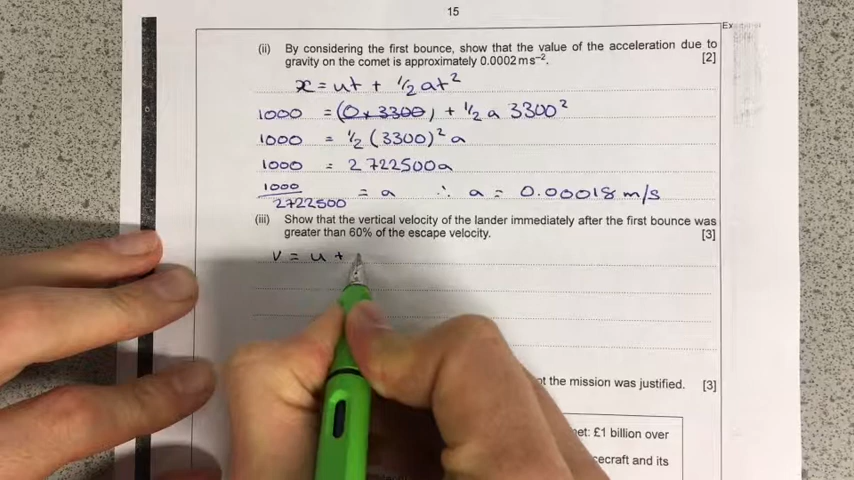 15
Ex
(ii) By considering the first bounce, show that the value of the acceleration due to
gravity on the comet is approximately 0.0002 ms⁻². [2]
x = ut + ½at²
1000 = (0 × 3300) + ½ a 3300²
1000 = ½ (3300)² a
1000 = 2722500a
1000/2722500 = a ∴ a = 0.00018 m/s
(iii) Show that the vertical velocity of the lander immediately after the first bounce was
greater than 60% of the escape velocity. [3]
v = u +
the mission was justified. [3]
£1 billion over
spacecraft and its